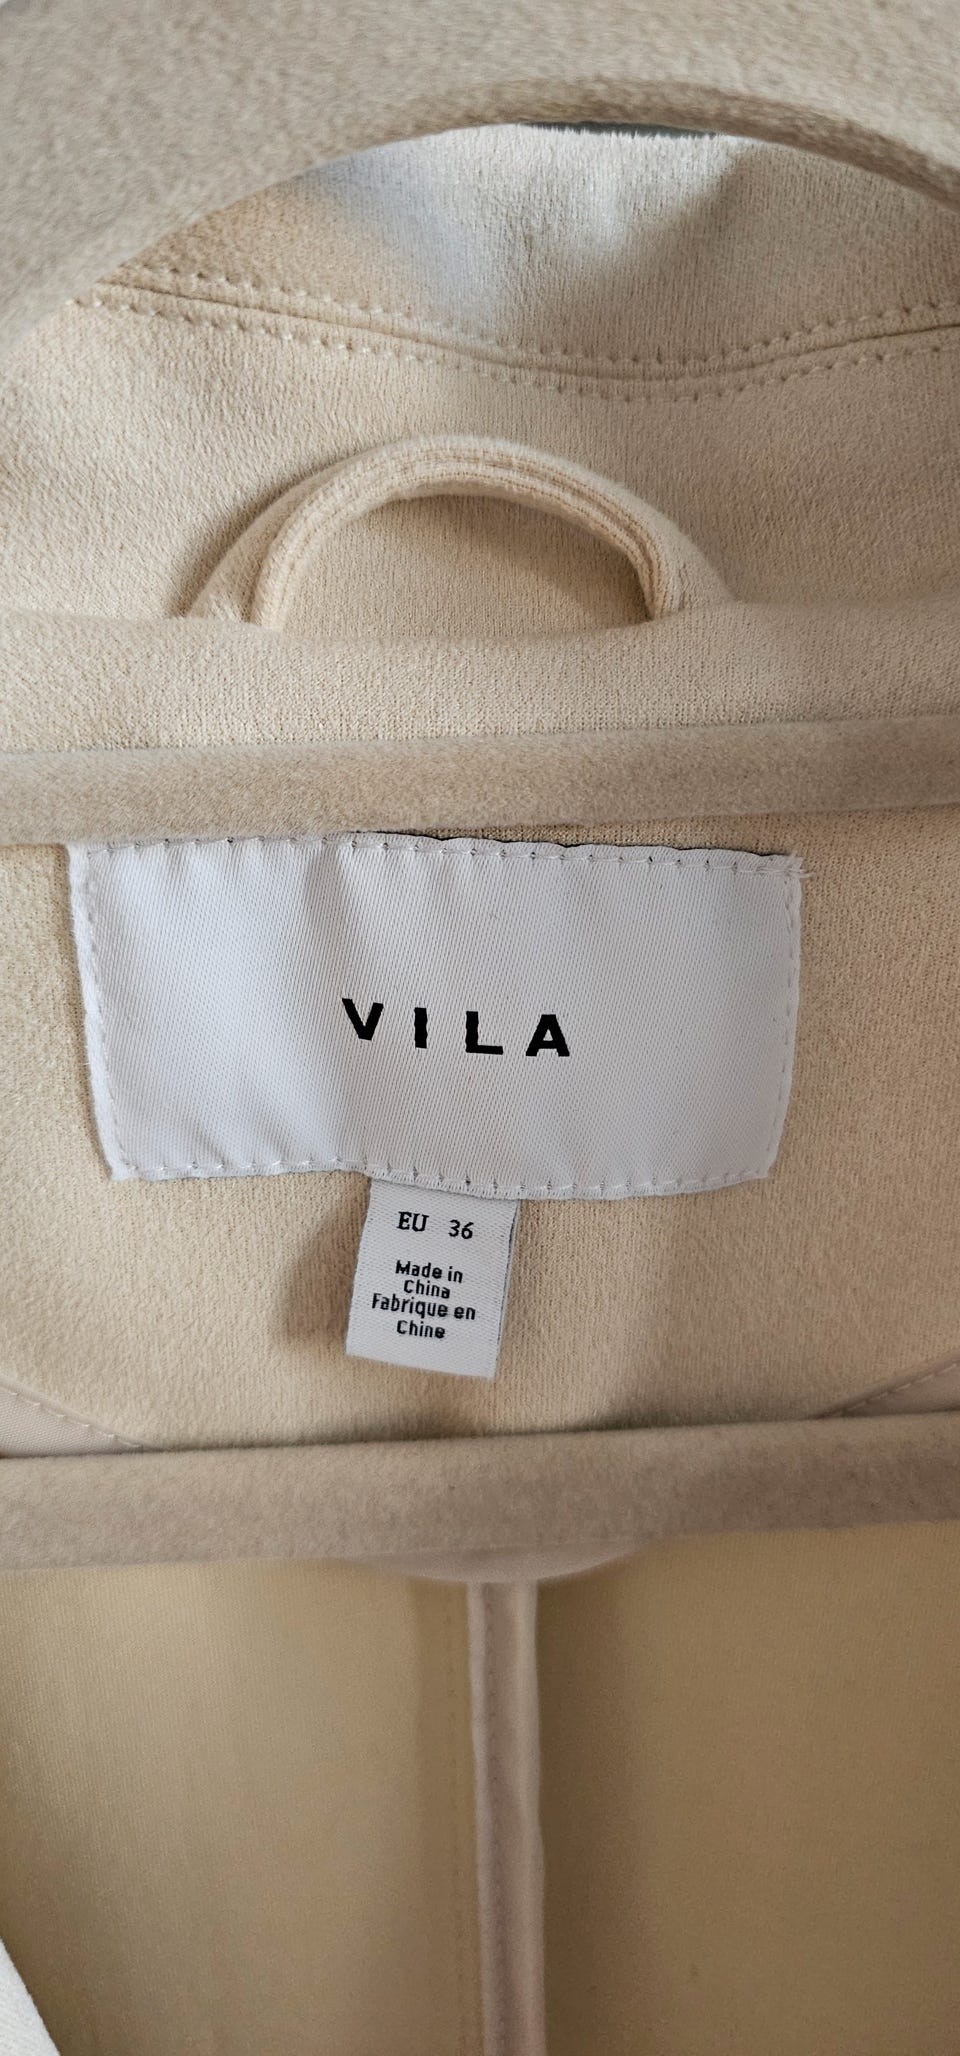 VILA
EU 36
Made in
China
Fabrique en
Chine